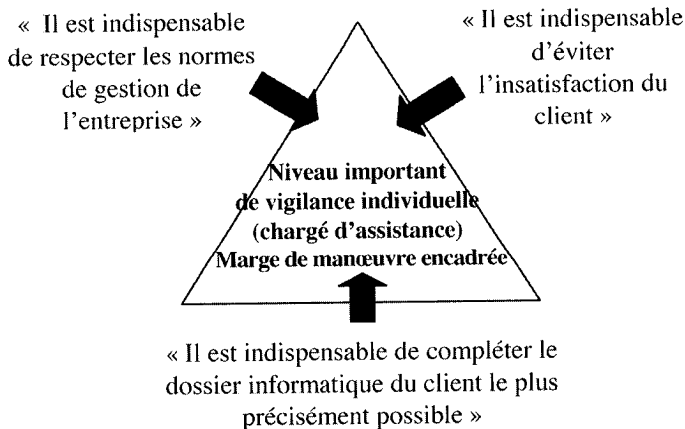 « Il est indispensable
de respecter les normes
de gestion de
l'entreprise »
« Il est indispensable
d'éviter
l'insatisfaction du
client »
Niveau important
de vigilance individuelle
(chargé d'assistance)
Marge de manœuvre encadrée
« Il est indispensable de compléter le
dossier informatique du client le plus
précisément possible »